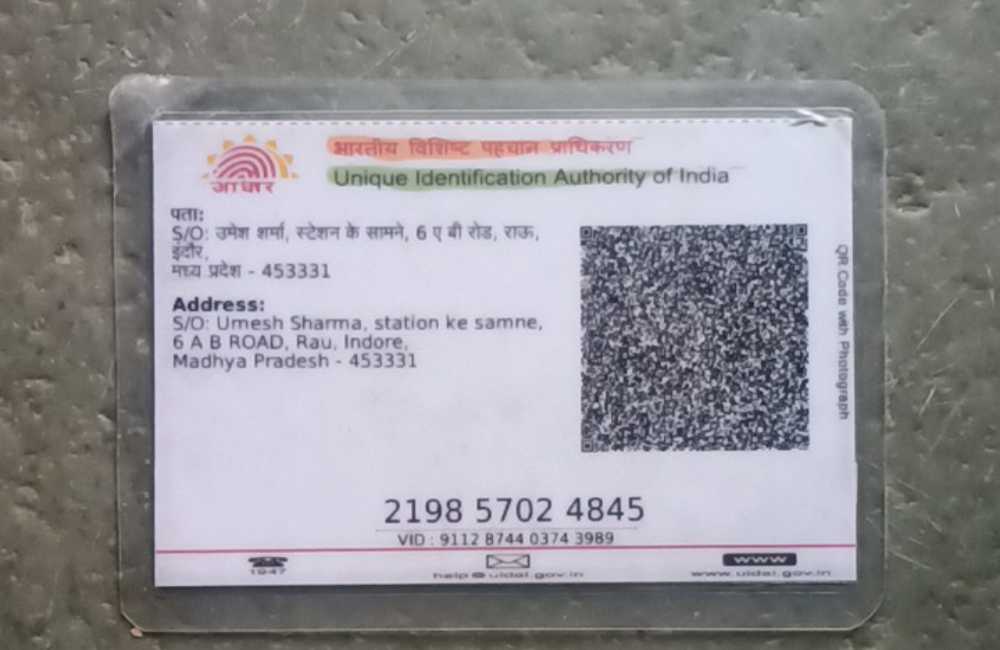 भारतीय विशिष्ट पहचान प्राधिकरण
Unique Identification Authority of India
आधार
पता:
S/O: उमेश शर्मा, स्टेशन के सामने, 6 ए बी रोड, राऊ,
इंदौर,
मध्य प्रदेश - 453331
Address:
S/O: Umesh Sharma, station ke samne,
6 A B ROAD, Rau, Indore,
Madhya Pradesh - 453331
QR Code with Photograph
2198 5702 4845
VID : 9112 8744 0374 3989
1947
help@uidai.gov.in
www
www.uidai.gov.in